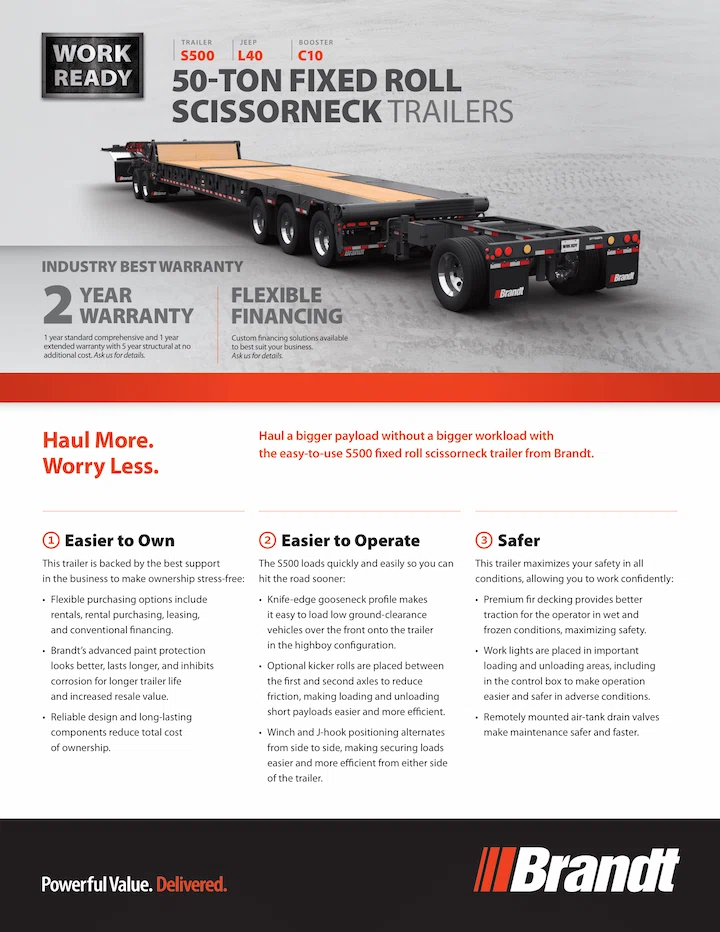 WORK
READY
TRAILER
S500
JEEP
L40
BOOSTER
C10
50-TON FIXED ROLL
SCISSORNECK TRAILERS
Brandt
Brandt
INDUSTRY BEST WARRANTY
2 YEAR
WARRANTY
1 year standard comprehensive and 1 year
extended warranty with 5 year structural at no
additional cost. Ask us for details.
FLEXIBLE
FINANCING
Custom financing solutions available
to best suit your business.
Ask us for details.
Haul More.
Worry Less.
Haul a bigger payload without a bigger workload with
the easy-to-use S500 fixed roll scissorneck trailer from Brandt.
1 Easier to Own
This trailer is backed by the best support
in the business to make ownership stress-free:
• Flexible purchasing options include
rentals, rental purchasing, leasing,
and conventional financing.
• Brandt's advanced paint protection
looks better, lasts longer, and inhibits
corrosion for longer trailer life
and increased resale value.
• Reliable design and long-lasting
components reduce total cost
of ownership.
2 Easier to Operate
The S500 loads quickly and easily so you can
hit the road sooner:
• Knife-edge gooseneck profile makes
it easy to load low ground-clearance
vehicles over the front onto the trailer
in the highboy configuration.
• Optional kicker rolls are placed between
the first and second axles to reduce
friction, making loading and unloading
short payloads easier and more efficient.
• Winch and J-hook positioning alternates
from side to side, making securing loads
easier and more efficient from either side
of the trailer.
3 Safer
This trailer maximizes your safety in all
conditions, allowing you to work confidently:
• Premium fir decking provides better
traction for the operator in wet and
frozen conditions, maximizing safety.
• Work lights are placed in important
loading and unloading areas, including
in the control box to make operation
easier and safer in adverse conditions.
• Remotely mounted air-tank drain valves
make maintenance safer and faster.
Powerful Value. Delivered.
Brandt